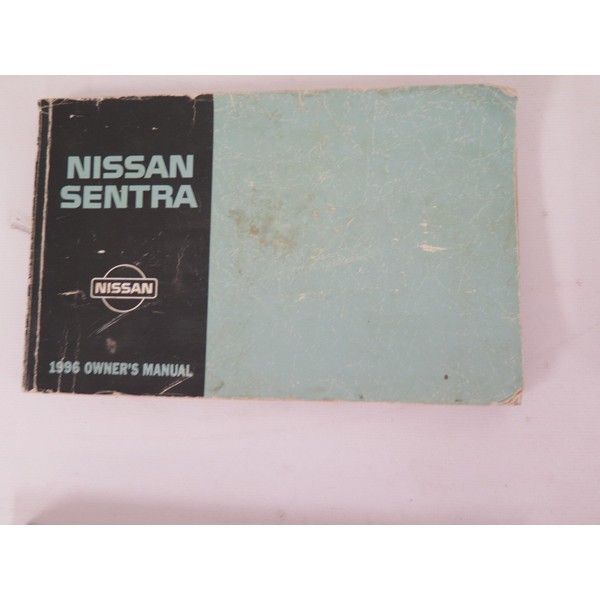 NISSAN
SENTRA
NISSAN
1996 OWNER'S MANUAL